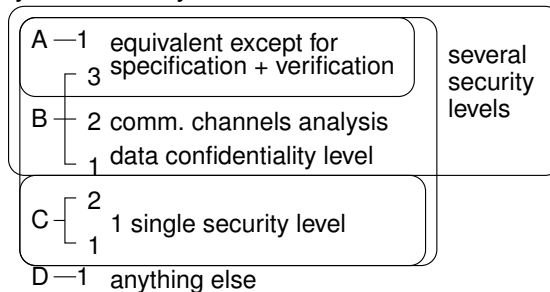 A 1 equivalent except for
3 specification + verification
several
security
levels
B 2 comm. channels analysis
1 data confidentiality level
C 2
1 single security level
1
D 1 anything else